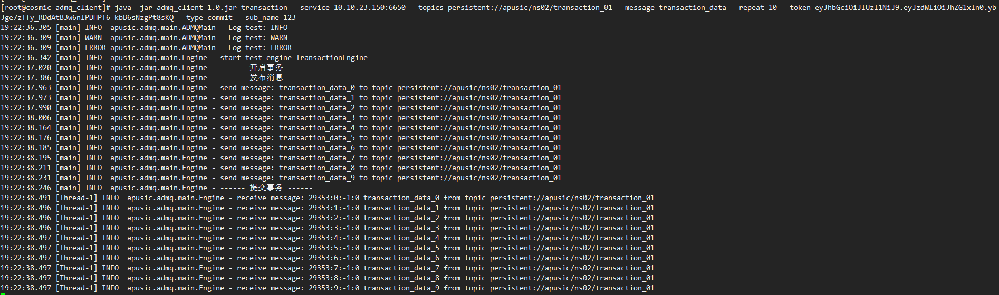 [root@cosmic admq_client]# java -jar admq_client-1.0.jar transaction --service 10.10.23.150:6650 --topics persistent://apusic/ns02/transaction_01 --message transaction_data --repeat 10 --token eyJhbGciOiJIUzI1NiJ9.eyJzdWIiOiJhZG1xIn0.yb
Jge7zTfy_RDdAtB3w6nIPDHPT6-kbB6sNzgPt8sKQ --type commit --sub_name 123
19:22:36.305 [main] INFO  apusic.admq.main.ADMQMain - Log test: INFO
19:22:36.309 [main] WARN  apusic.admq.main.ADMQMain - Log test: WARN
19:22:36.309 [main] ERROR apusic.admq.main.ADMQMain - Log test: ERROR
19:22:36.342 [main] INFO  apusic.admq.main.Engine - start test engine TransactionEngine
19:22:37.020 [main] INFO  apusic.admq.main.Engine - ------ 开启事务 ------
19:22:37.386 [main] INFO  apusic.admq.main.Engine - ------ 发布消息 ------
19:22:37.963 [main] INFO  apusic.admq.main.Engine - send message: transaction_data_0 to topic persistent://apusic/ns02/transaction_01
19:22:37.973 [main] INFO  apusic.admq.main.Engine - send message: transaction_data_1 to topic persistent://apusic/ns02/transaction_01
19:22:37.990 [main] INFO  apusic.admq.main.Engine - send message: transaction_data_2 to topic persistent://apusic/ns02/transaction_01
19:22:38.006 [main] INFO  apusic.admq.main.Engine - send message: transaction_data_3 to topic persistent://apusic/ns02/transaction_01
19:22:38.164 [main] INFO  apusic.admq.main.Engine - send message: transaction_data_4 to topic persistent://apusic/ns02/transaction_01
19:22:38.176 [main] INFO  apusic.admq.main.Engine - send message: transaction_data_5 to topic persistent://apusic/ns02/transaction_01
19:22:38.185 [main] INFO  apusic.admq.main.Engine - send message: transaction_data_6 to topic persistent://apusic/ns02/transaction_01
19:22:38.195 [main] INFO  apusic.admq.main.Engine - send message: transaction_data_7 to topic persistent://apusic/ns02/transaction_01
19:22:38.211 [main] INFO  apusic.admq.main.Engine - send message: transaction_data_8 to topic persistent://apusic/ns02/transaction_01
19:22:38.231 [main] INFO  apusic.admq.main.Engine - send message: transaction_data_9 to topic persistent://apusic/ns02/transaction_01
19:22:38.246 [main] INFO  apusic.admq.main.Engine - ------ 提交事务 ------
19:22:38.491 [Thread-1] INFO  apusic.admq.main.Engine - receive message: 29353:0:-1:0 transaction_data_0 from topic persistent://apusic/ns02/transaction_01
19:22:38.496 [Thread-1] INFO  apusic.admq.main.Engine - receive message: 29353:1:-1:0 transaction_data_1 from topic persistent://apusic/ns02/transaction_01
19:22:38.496 [Thread-1] INFO  apusic.admq.main.Engine - receive message: 29353:2:-1:0 transaction_data_2 from topic persistent://apusic/ns02/transaction_01
19:22:38.496 [Thread-1] INFO  apusic.admq.main.Engine - receive message: 29353:3:-1:0 transaction_data_3 from topic persistent://apusic/ns02/transaction_01
19:22:38.497 [Thread-1] INFO  apusic.admq.main.Engine - receive message: 29353:4:-1:0 transaction_data_4 from topic persistent://apusic/ns02/transaction_01
19:22:38.497 [Thread-1] INFO  apusic.admq.main.Engine - receive message: 29353:5:-1:0 transaction_data_5 from topic persistent://apusic/ns02/transaction_01
19:22:38.497 [Thread-1] INFO  apusic.admq.main.Engine - receive message: 29353:6:-1:0 transaction_data_6 from topic persistent://apusic/ns02/transaction_01
19:22:38.497 [Thread-1] INFO  apusic.admq.main.Engine - receive message: 29353:7:-1:0 transaction_data_7 from topic persistent://apusic/ns02/transaction_01
19:22:38.497 [Thread-1] INFO  apusic.admq.main.Engine - receive message: 29353:8:-1:0 transaction_data_8 from topic persistent://apusic/ns02/transaction_01
19:22:38.497 [Thread-1] INFO  apusic.admq.main.Engine - receive message: 29353:9:-1:0 transaction_data_9 from topic persistent://apusic/ns02/transaction_01